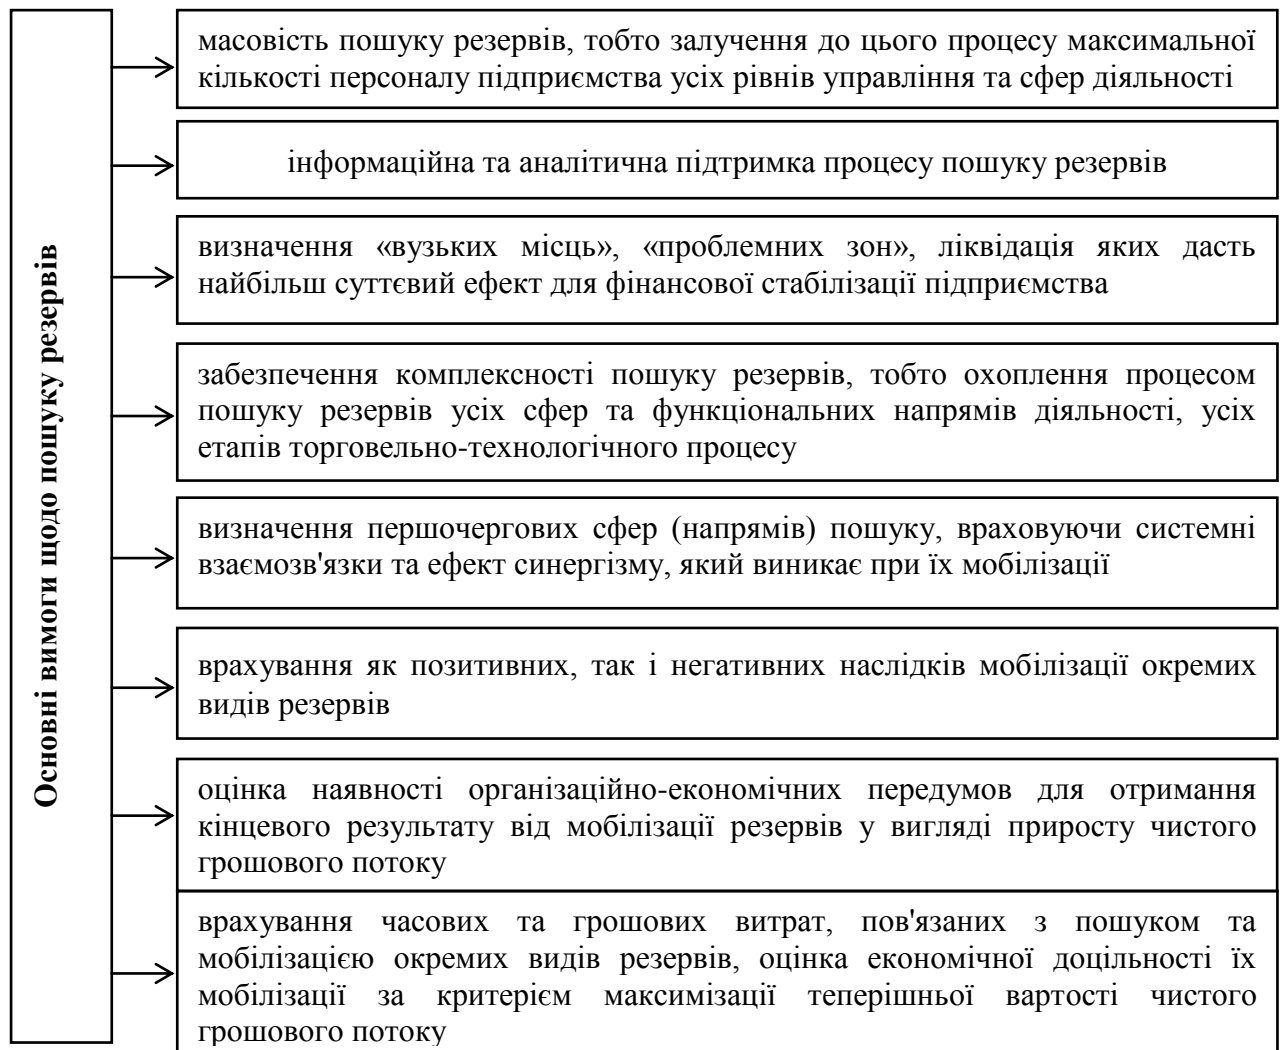 Основні вимоги щодо пошуку резервів
масовість пошуку резервів, тобто залучення до цього процесу максимальної
кількості персоналу підприємства усіх рівнів управління та сфер діяльності
інформаційна та аналітична підтримка процесу пошуку резервів
визначення «вузьких місць», «проблемних зон», ліквідація яких дасть
найбільш суттєвий ефект для фінансової стабілізації підприємства
забезпечення комплексності пошуку резервів, тобто охоплення процесом
пошуку резервів усіх сфер та функціональних напрямів діяльності, усіх
етапів торговельно-технологічного процесу
визначення першочергових сфер (напрямів) пошуку, враховуючи системні
взаємозв'язки та ефект синергізму, який виникає при їх мобілізації
врахування як позитивних, так і негативних наслідків мобілізації окремих
видів резервів
оцінка наявності організаційно-економічних передумов для отримання
кінцевого результату від мобілізації резервів у вигляді приросту чистого
грошового потоку
врахування часових та грошових витрат, пов'язаних з пошуком та
мобілізацією окремих видів резервів, оцінка економічної доцільності їх
мобілізації за критерієм максимізації теперішньої вартості чистого
грошового потоку